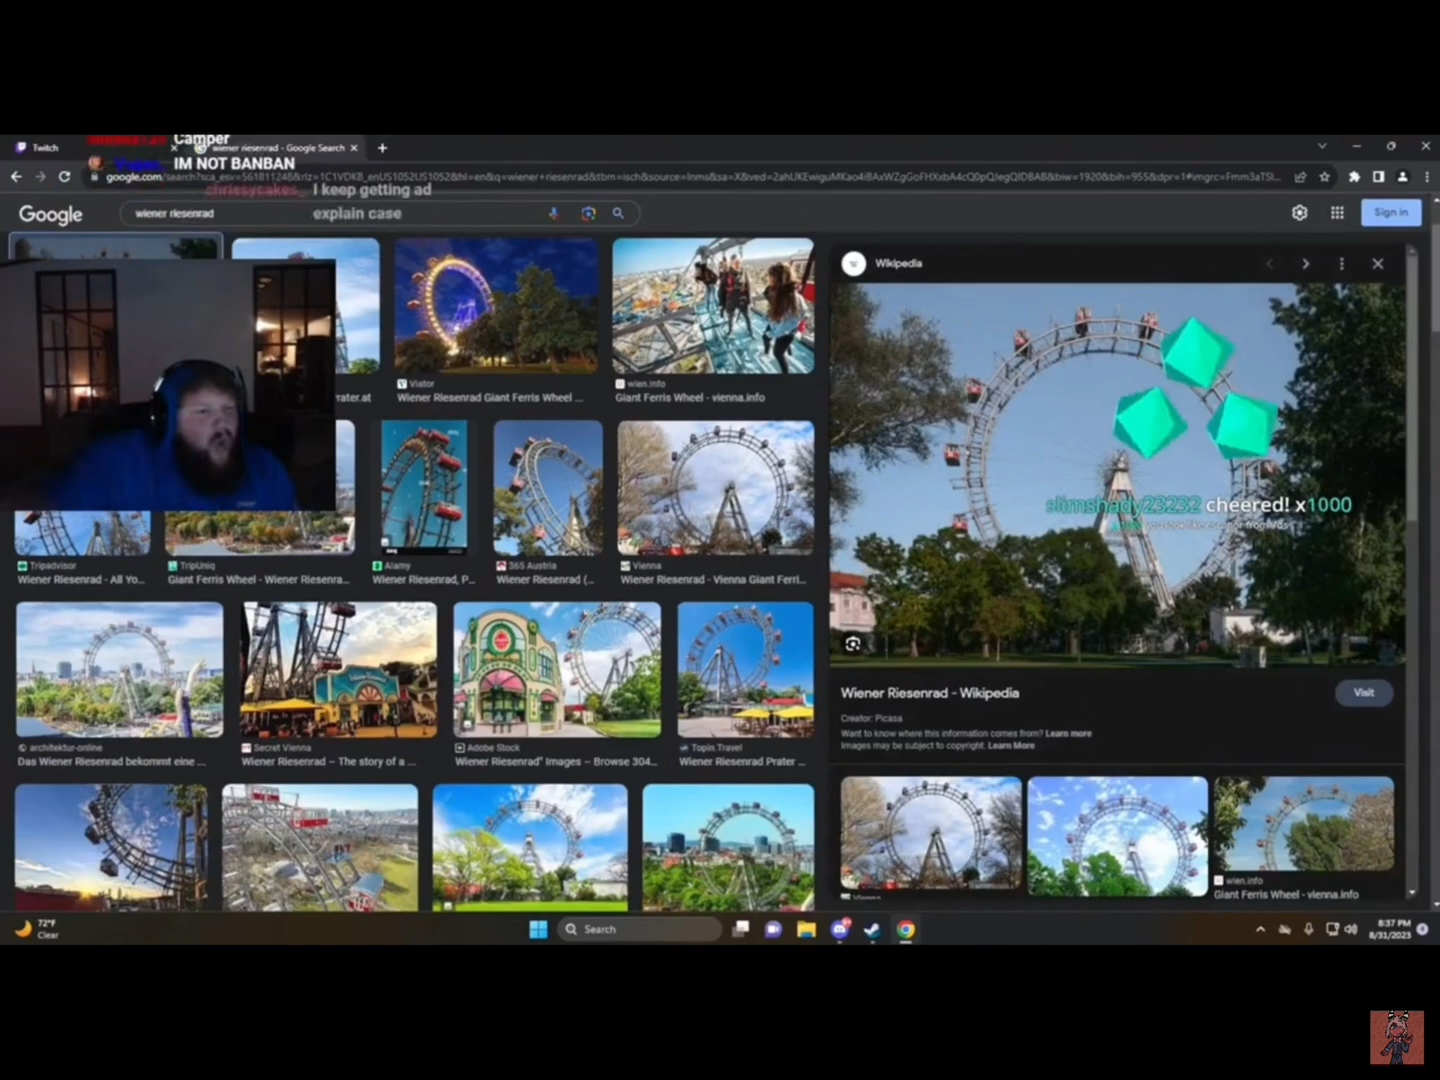 Twitch
wiener riesenrad - Google Search
Camper
IM NOT BANBAN
chrissycakes_ I keep getting ad
explain case
Google
wiener riesenrad
Sign in
Wikipedia
Viator
Wiener Riesenrad Giant Ferris Wheel ...
wien.info
Giant Ferris Wheel - vienna.info
slimshady23232 cheered! x1000
Tripadvisor
Wiener Riesenrad - All Yo...
TripUniq
Giant Ferris Wheel - Wiener Riesenra...
Alamy
Wiener Riesenrad, P...
365 Austria
Wiener Riesenrad (...
Vienna
Wiener Riesenrad - Vienna Giant Ferri...
Wiener Riesenrad - Wikipedia
Visit
Creator: Picasa
Want to know where this information comes from? Learn more
Images may be subject to copyright. Learn More
architektur-online
Das Wiener Riesenrad bekommt eine ...
Secret Vienna
Wiener Riesenrad – The story of a ...
Adobe Stock
Wiener Riesenrad" Images – Browse 304...
Topin Travel
Wiener Riesenrad Prater ...
wien.info
Giant Ferris Wheel - vienna.info
72°F
Clear
Search
8:37 PM
8/31/2023